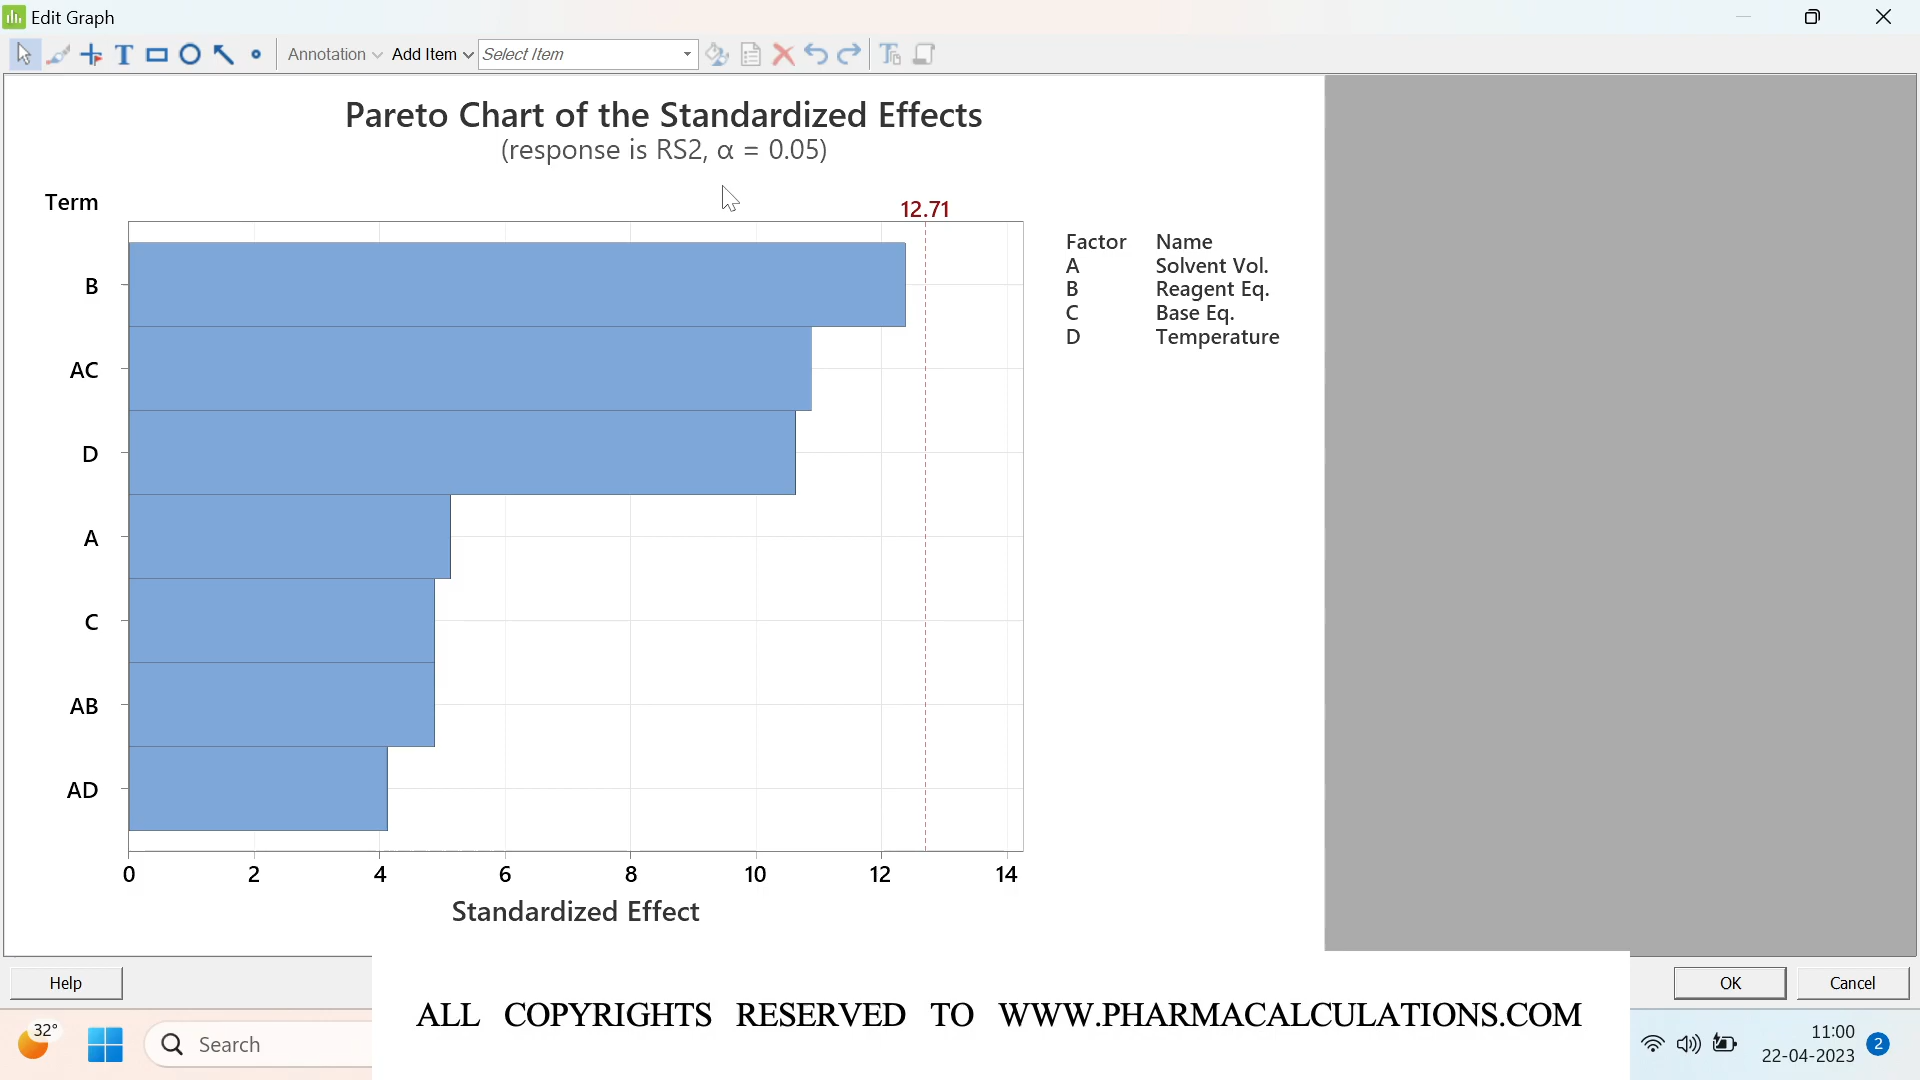 Edit Graph
Annotation Add Item Select Item
Pareto Chart of the Standardized Effects
(response is RS2, α = 0.05)
Term
12.71
Factor Name
A Solvent Vol.
B Reagent Eq.
C Base Eq.
D Temperature
B
AC
D
A
C
AB
AD
0 2 4 6 8 10 12 14
Standardized Effect
Help
OK Cancel
ALL COPYRIGHTS RESERVED TO WWW.PHARMACALCULATIONS.COM
32°
Search
11:00
22-04-2023
2